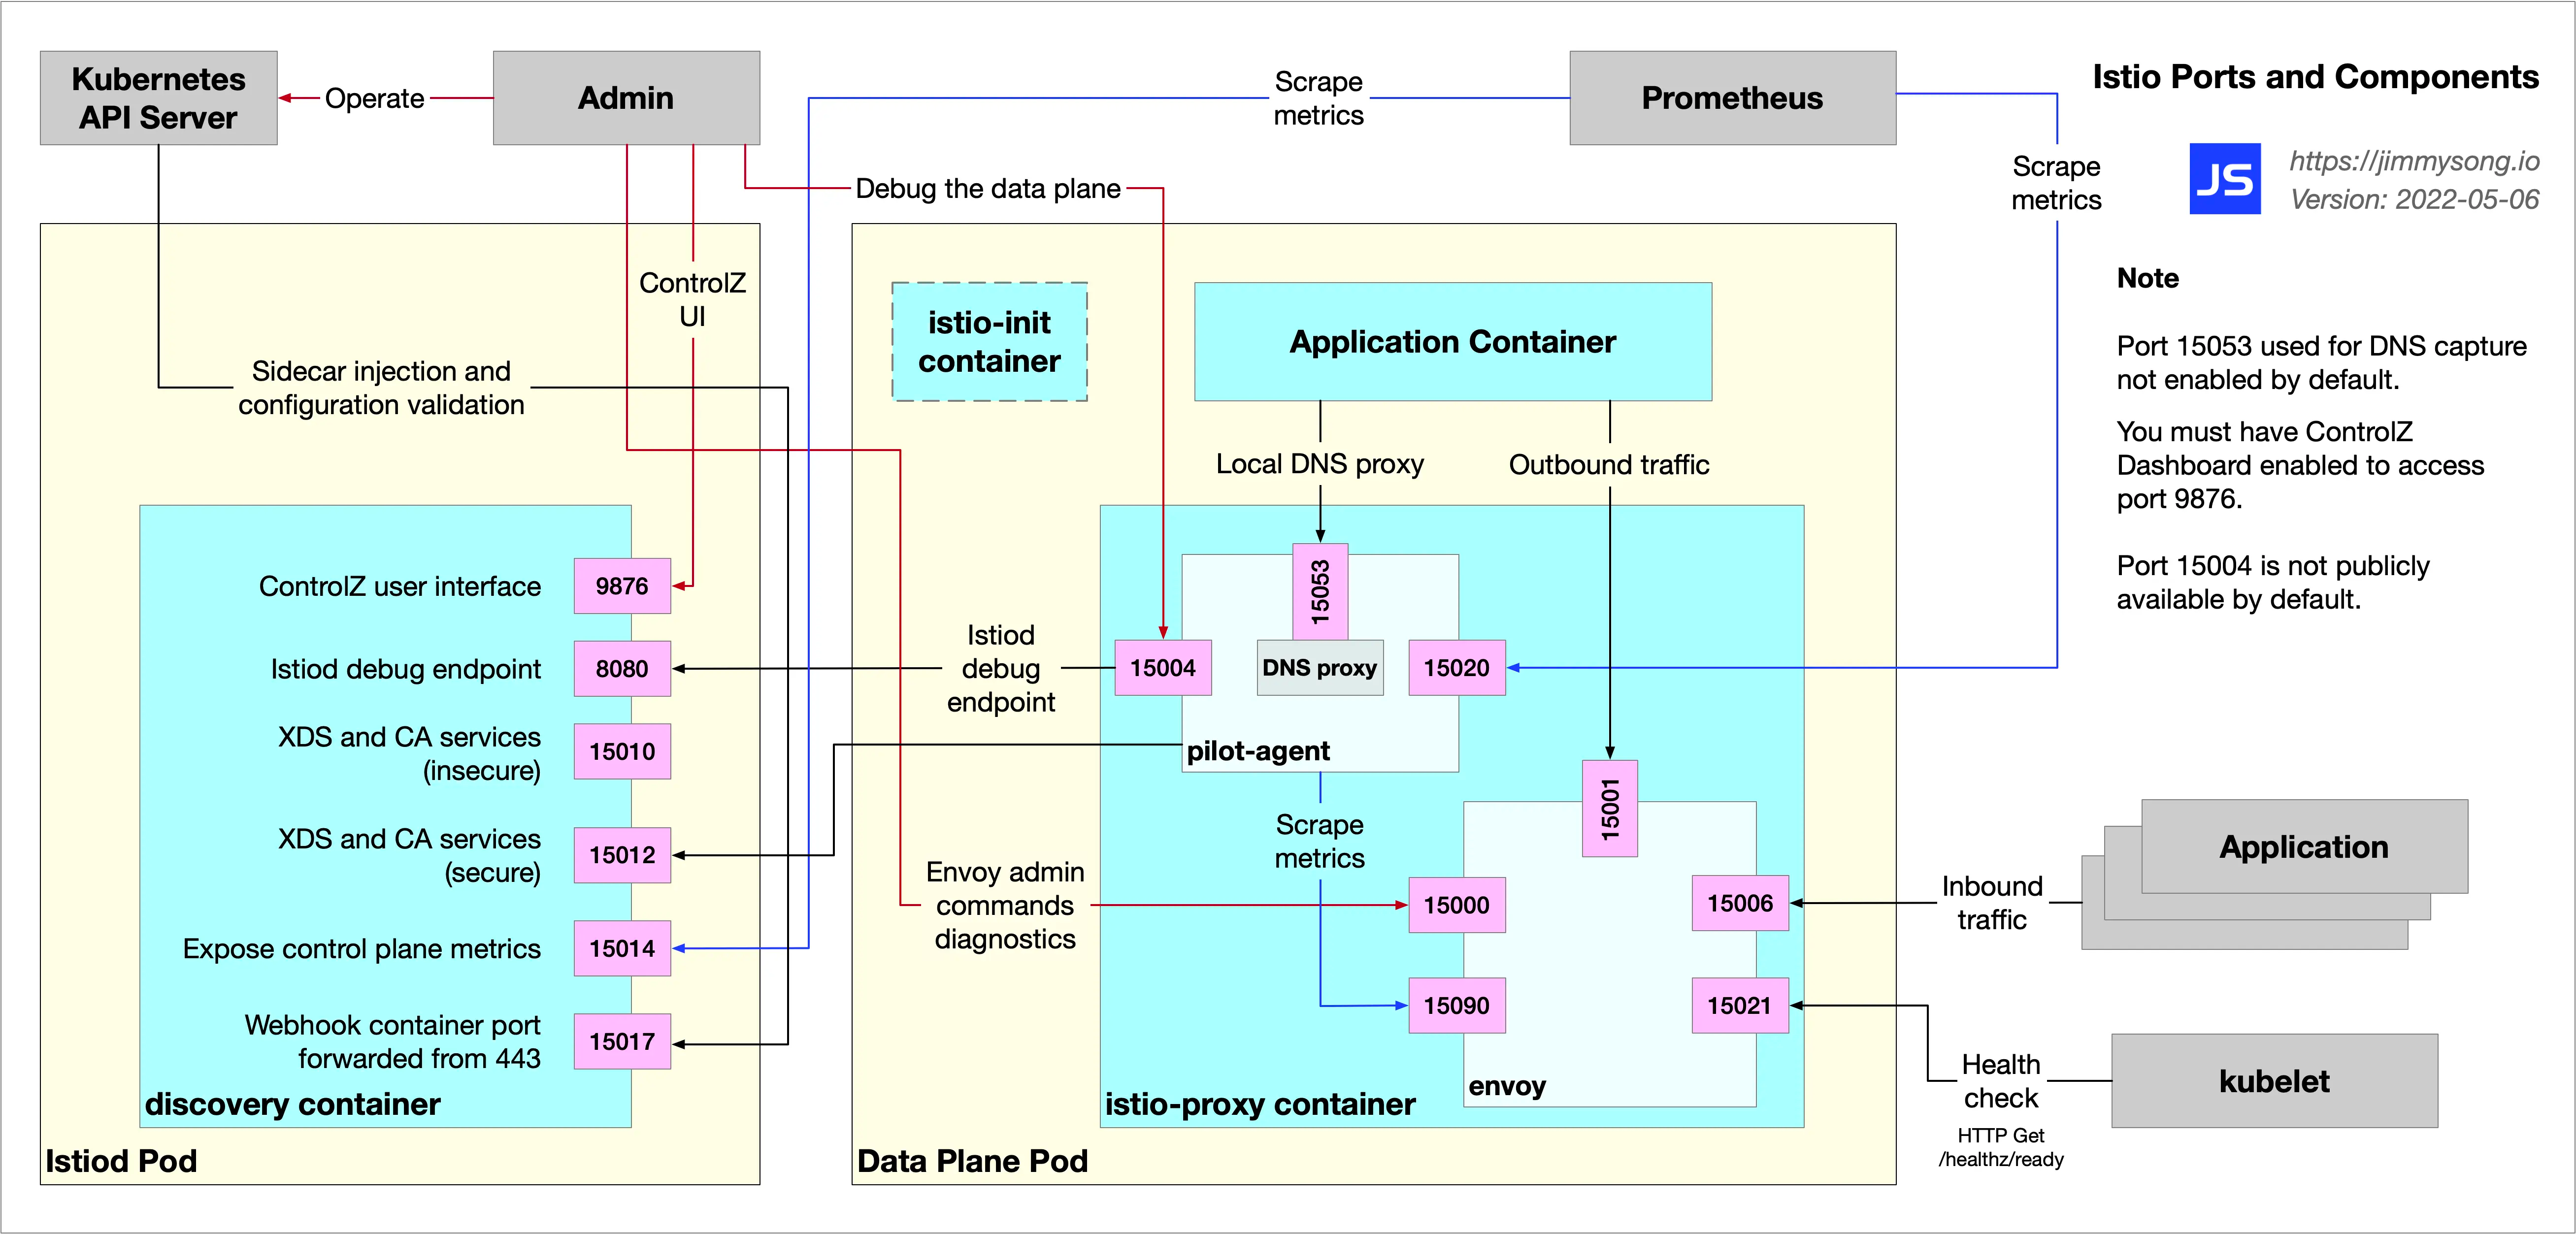 Kubernetes
API Server
Operate
Admin
Scrape
metrics
Prometheus
Istio Ports and Components
JS
https://jimmysong.io
Version: 2022-05-06
Scrape
metrics
Debug the data plane
ControlZ
UI
Sidecar injection and
configuration validation
istio-init
container
Application Container
Note
Port 15053 used for DNS capture
not enabled by default.
You must have ControlZ
Dashboard enabled to access
port 9876.
Port 15004 is not publicly
available by default.
Local DNS proxy
Outbound traffic
ControlZ user interface
9876
Istiod debug endpoint
8080
XDS and CA services
(insecure)
15010
XDS and CA services
(secure)
15012
Expose control plane metrics
15014
Webhook container port
forwarded from 443
15017
discovery container
Istiod Pod
Istiod
debug
endpoint
15004
15053
DNS proxy
15020
pilot-agent
Scrape
metrics
15001
Envoy admin
commands
diagnostics
15000
15006
15090
15021
envoy
istio-proxy container
Data Plane Pod
Inbound
traffic
Application
Health
check
HTTP Get
/healthz/ready
kubelet